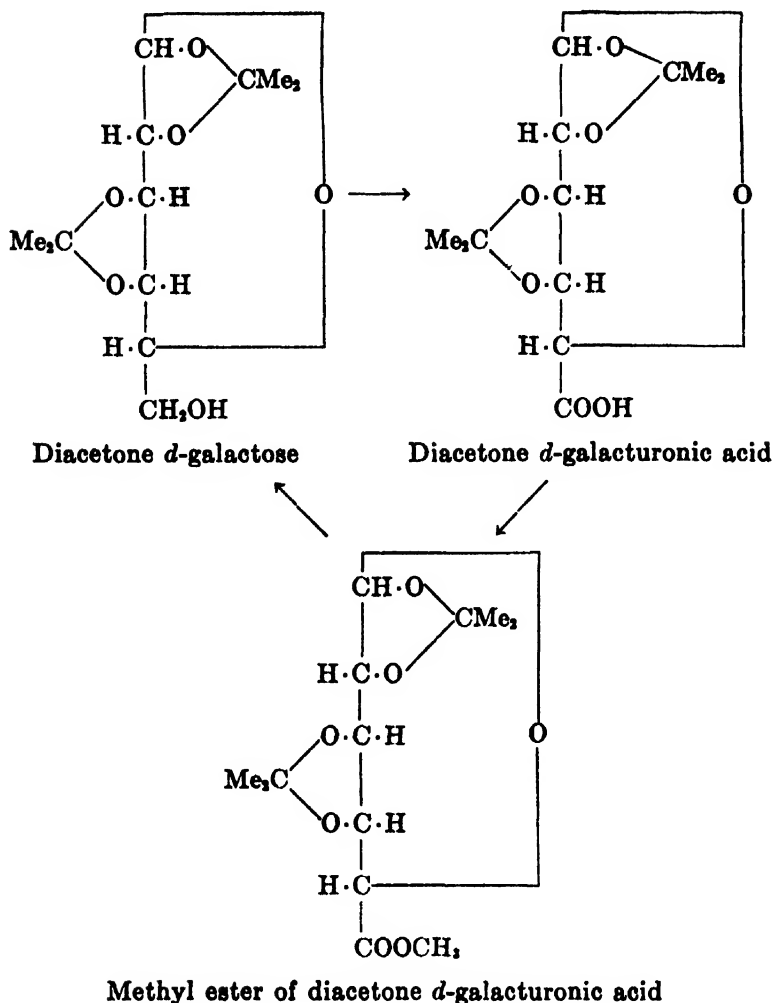 CH·O CH·O
CMe₂ CMe₂
H·C·O H·C·O
O·C·H O O·C·H O
Me₂C Me₂C
O·C·H O·C·H
H·C H·C
CH₂OH COOH
Diacetone d-galactose Diacetone d-galacturonic acid
CH·O
CMe₂
H·C·O
O·C·H O
Me₂C
O·C·H
H·C
COOCH₃
Methyl ester of diacetone d-galacturonic acid